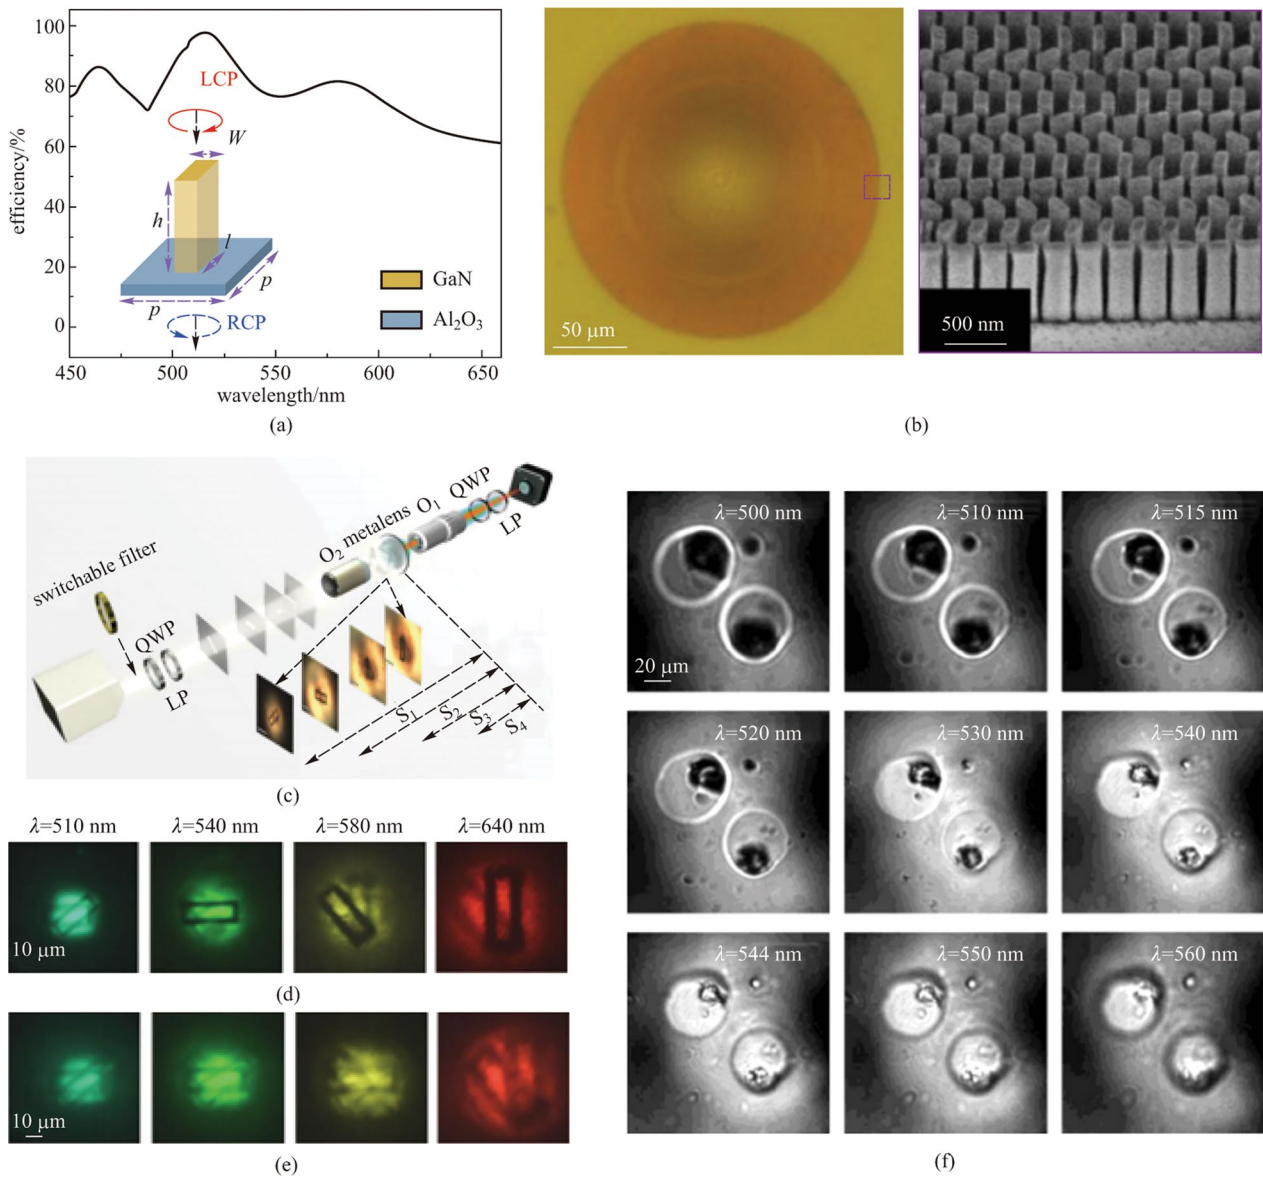 100
80
60
40
20
0
efficiency/%
450
500
550
600
650
wavelength/nm
LCP
W
h
l
p
p
RCP
GaN
Al₂O₃
(a)
50 μm
500 nm
(b)
switchable filter
QWP
LP
O₂ metalens O₁
QWP
LP
S₁
S₂
S₃
S₄
(c)
λ=510 nm
λ=540 nm
λ=580 nm
λ=640 nm
10 μm
(d)
10 μm
(e)
λ=500 nm
λ=510 nm
λ=515 nm
20 μm
λ=520 nm
λ=530 nm
λ=540 nm
λ=544 nm
λ=550 nm
λ=560 nm
(f)